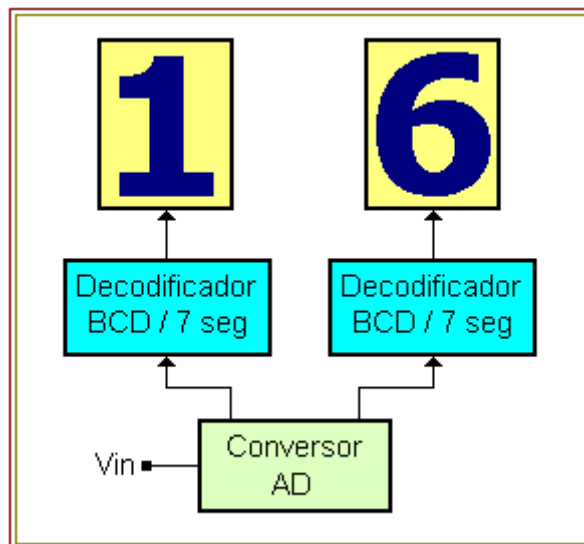 1 6
Decodificador
BCD / 7 seg
Decodificador
BCD / 7 seg
Vin
Conversor
AD